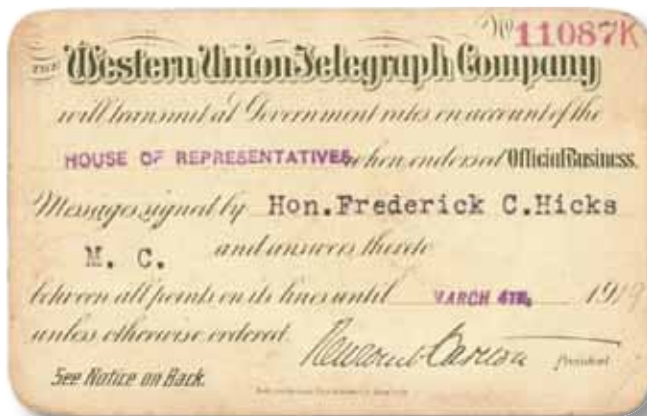 No 11087K
THE Western Union Telegraph Company
will transmit at Government rates on account of the
HOUSE OF REPRESENTATIVES when endorsed Official Business.
Messages signed by Hon. Frederick C. Hicks
M. C. and answers thereto
between all points on its lines until MARCH 4TH, 1919
unless otherwise ordered.
Newcomb Carlton President
See Notice on Back.